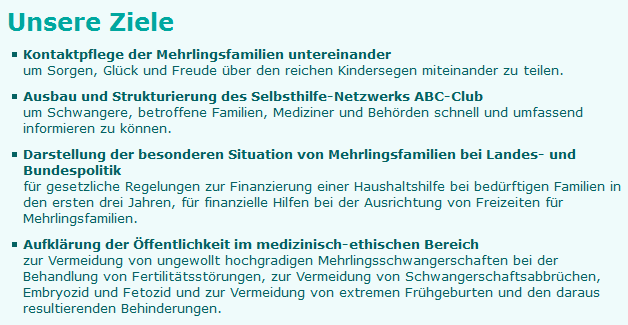 Unsere Ziele
Kontaktpflege der Mehrlingsfamilien untereinander
um Sorgen, Glück und Freude über den reichen Kindersegen miteinander zu teilen.
Ausbau und Strukturierung des Selbsthilfe-Netzwerks ABC-Club
um Schwangere, betroffene Familien, Mediziner und Behörden schnell und umfassend
informieren zu können.
Darstellung der besonderen Situation von Mehrlingsfamilien bei Landes- und
Bundespolitik
für gesetzliche Regelungen zur Finanzierung einer Haushaltshilfe bei bedürftigen Familien in
den ersten drei Jahren, für finanzielle Hilfen bei der Ausrichtung von Freizeiten für
Mehrlingsfamilien.
Aufklärung der Öffentlichkeit im medizinisch-ethischen Bereich
zur Vermeidung von ungewollt hochgradigen Mehrlingsschwangerschaften bei der
Behandlung von Fertilitätsstörungen, zur Vermeidung von Schwangerschaftsabbrüchen,
Embryozid und Fetozid und zur Vermeidung von extremen Frühgeburten und den daraus
resultierenden Behinderungen.